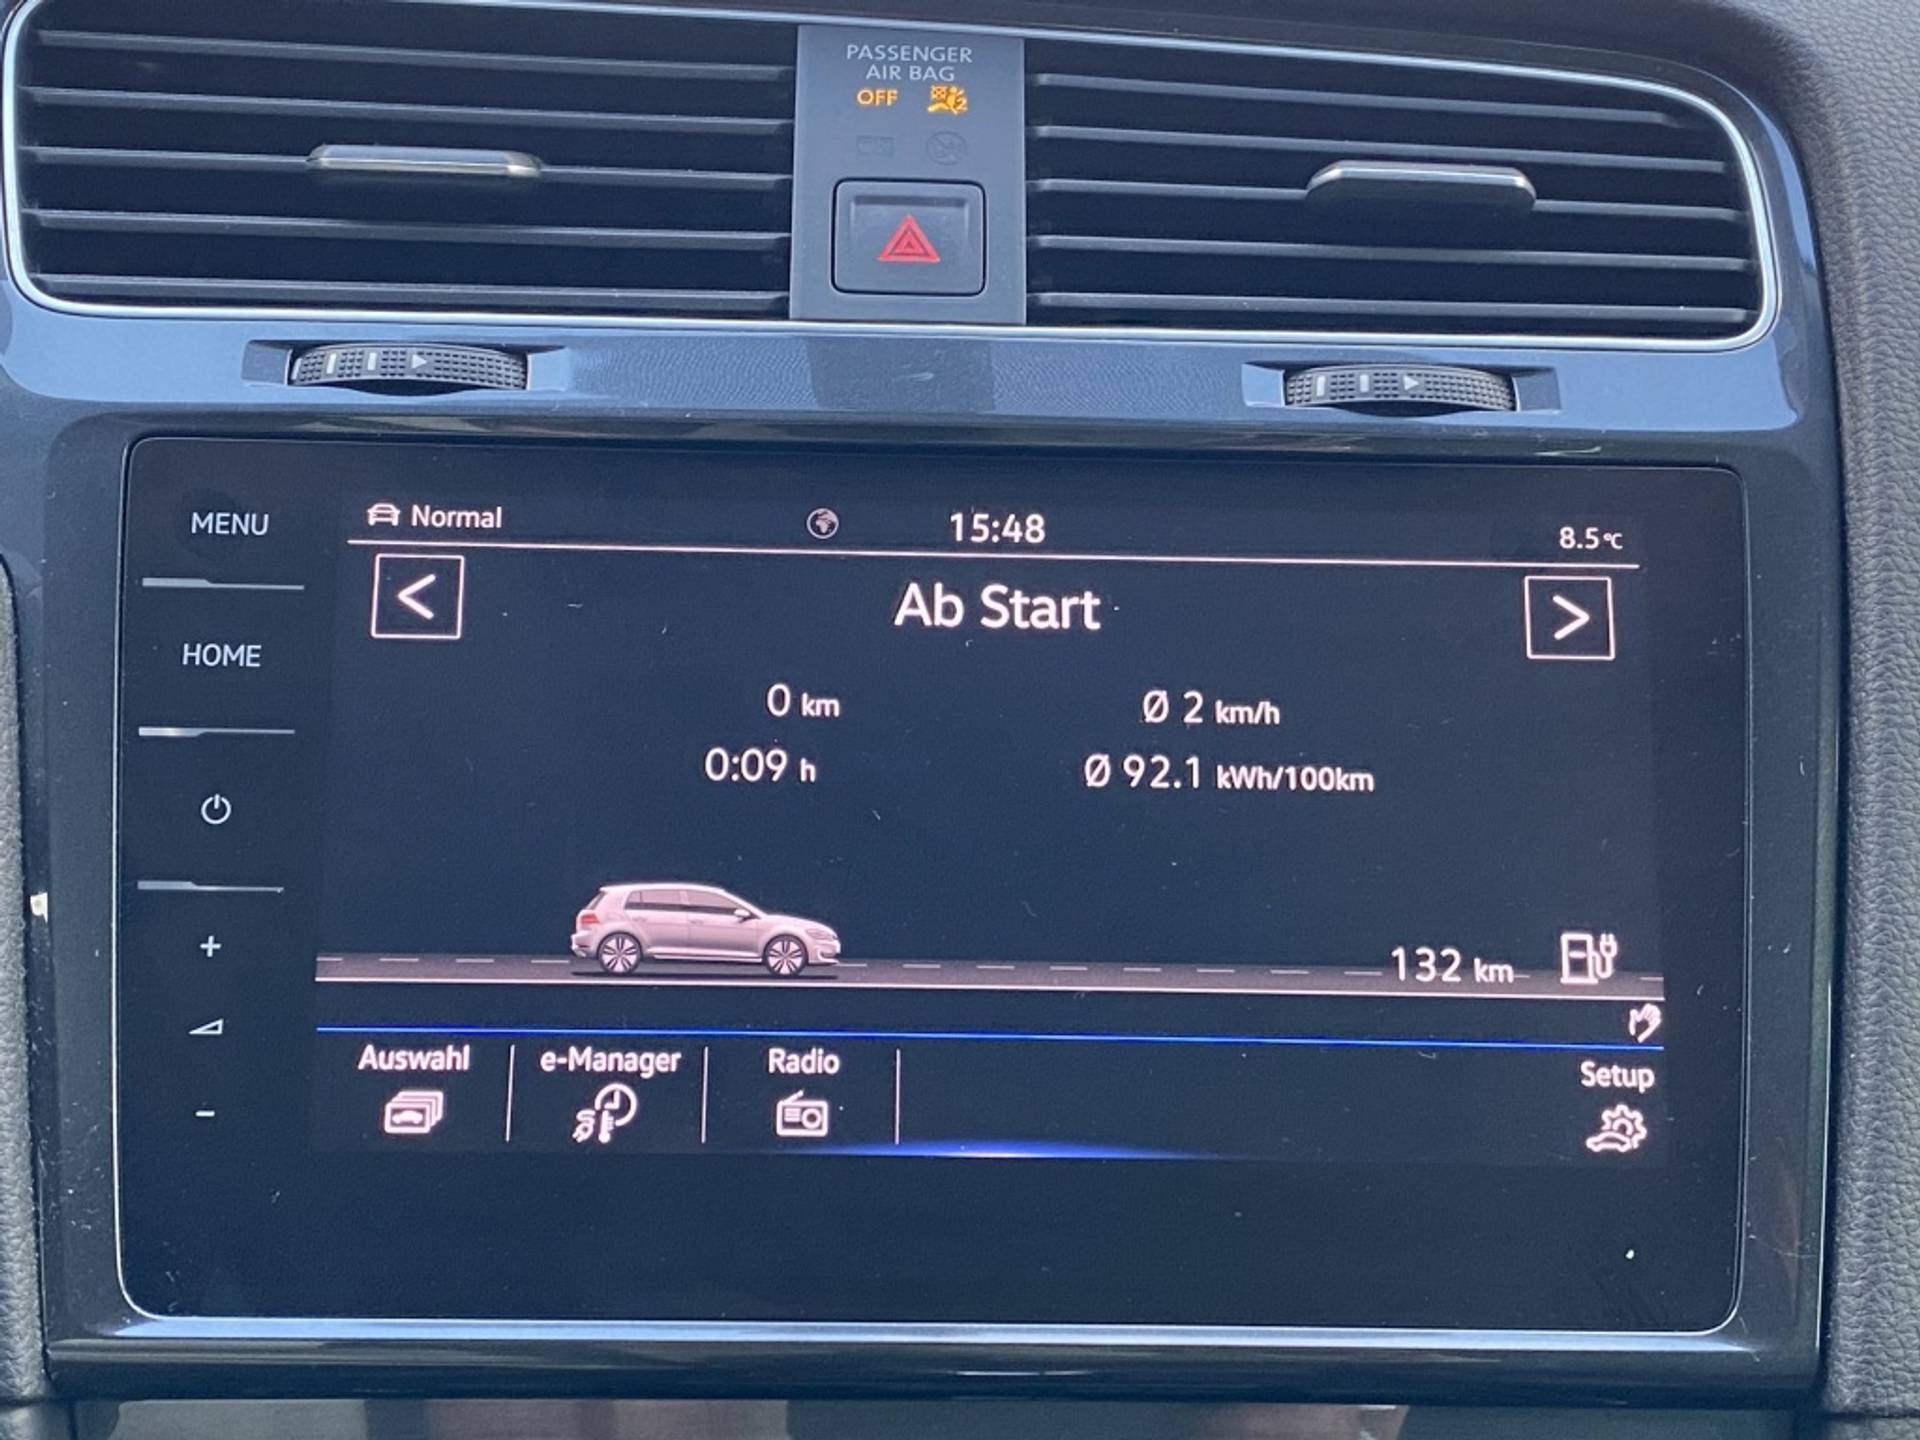 PASSENGER
AIR BAG
OFF
MENU
HOME
+
-
Normal
15:48
8.5°C
<
Ab Start
>
0 km
Ø 2 km/h
0:09 h
Ø 92.1 kWh/100km
132 km
Auswahl
e-Manager
Radio
Setup